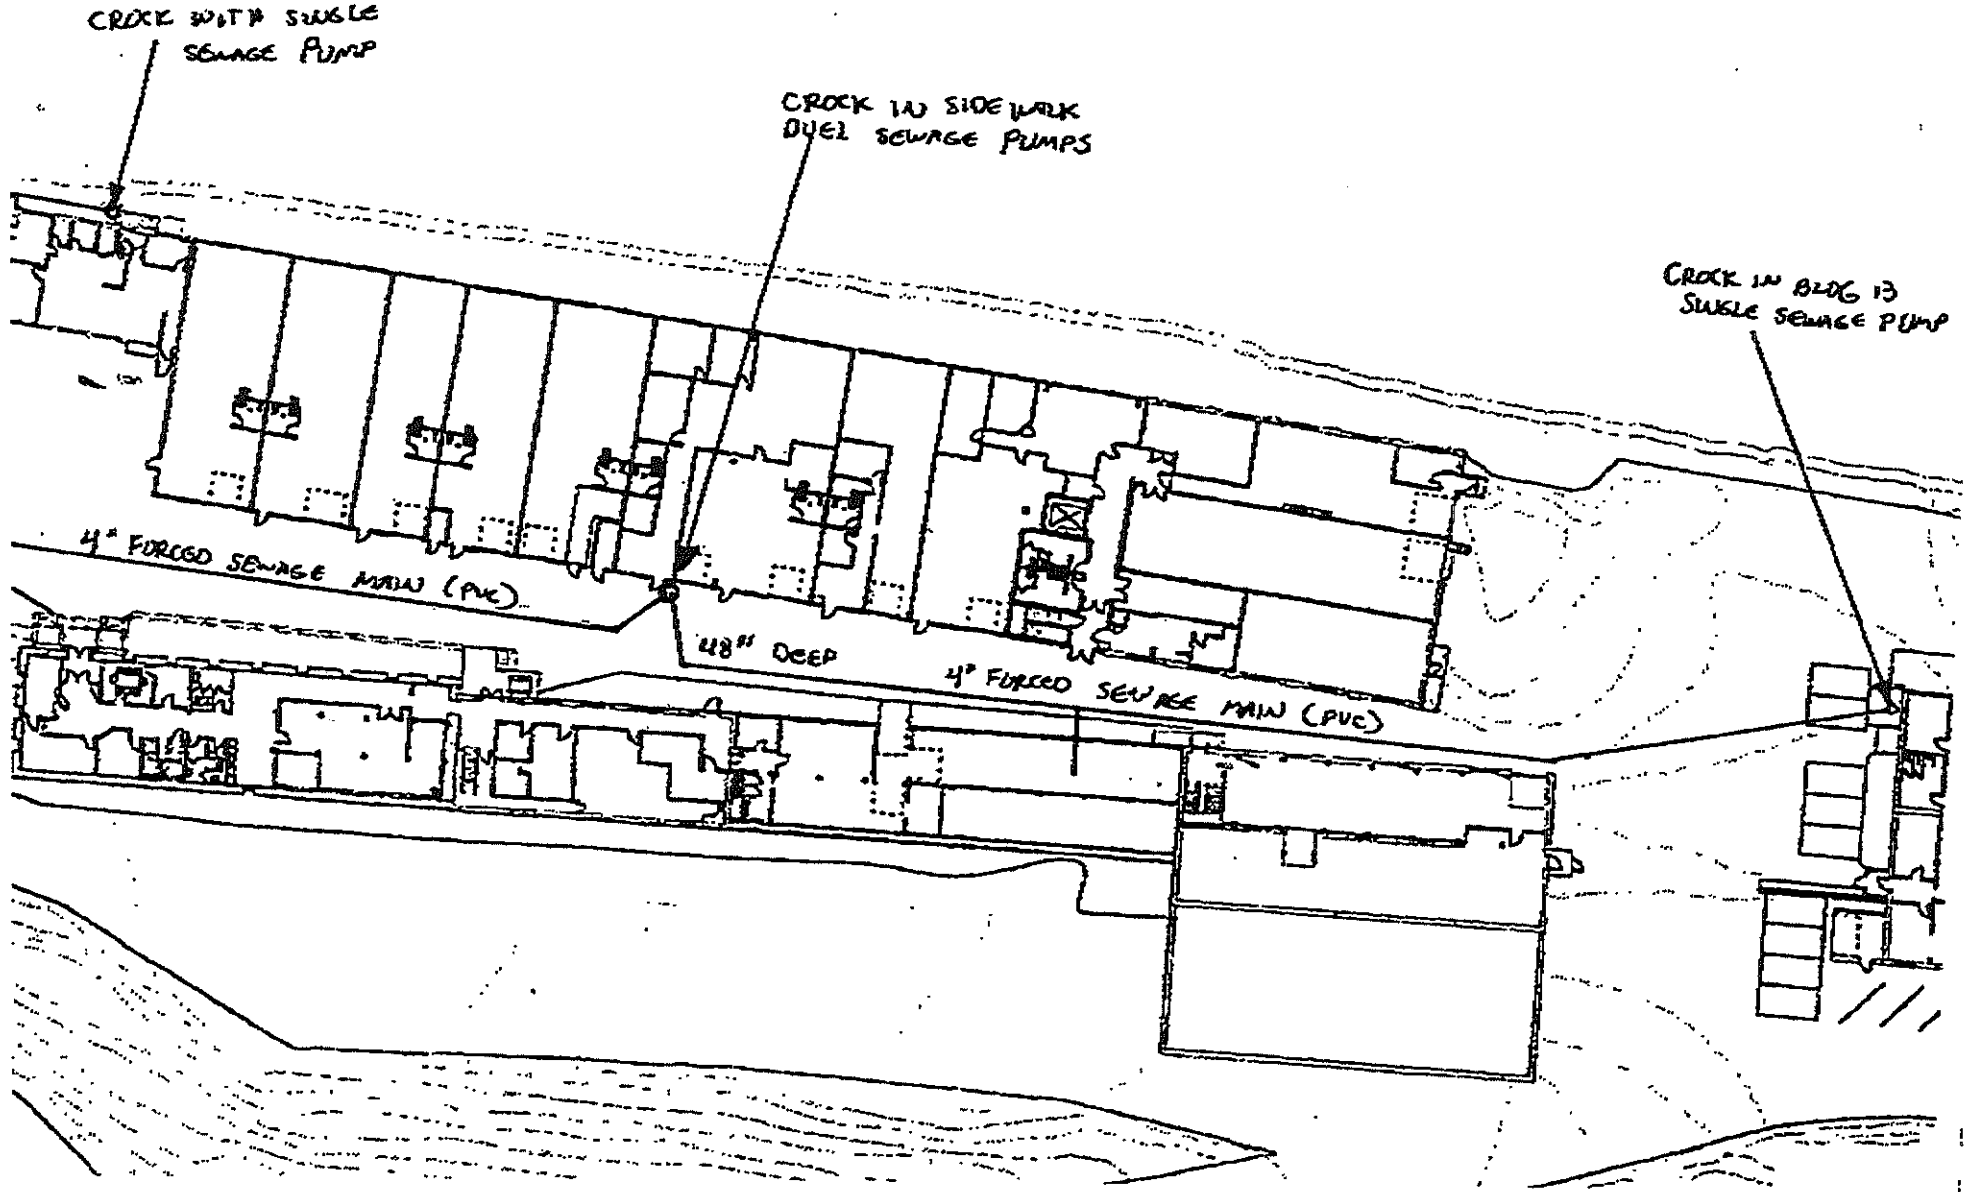 CROCK WITH SINGLE
SEWAGE PUMP
CROCK IN SIDEWALK
DUEL SEWAGE PUMPS
CROCK IN BLDG 13
SINGLE SEWAGE PUMP
4" FORCED SEWAGE MAIN (PVC)
48" DEEP
4" FORCED SEWAGE MAIN (PVC)